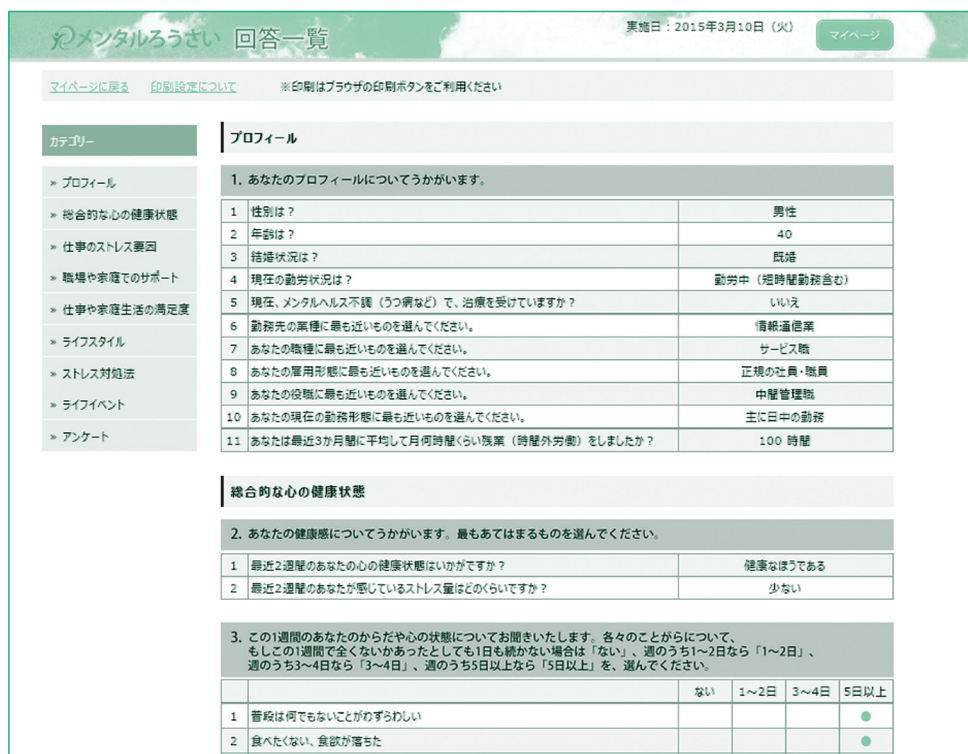 メンタルろうさい 回答一覧
実施日：2015年3月10日（火）
マイページ
マイページに戻る 印刷設定について ※印刷はブラウザの印刷ボタンをご利用ください
カテゴリー
» プロフィール
» 総合的な心の健康状態
» 仕事のストレス要因
» 職場や家庭でのサポート
» 仕事や家庭生活の満足度
» ライフスタイル
» ストレス対処法
» ライフイベント
» アンケート
プロフィール
1. あなたのプロフィールについてうかがいます。
1 性別は？ 男性
2 年齢は？ 40
3 結婚状況は？ 既婚
4 現在の勤労状況は？ 勤労中（短時間勤務含む）
5 現在、メンタルヘルス不調（うつ病など）で、治療を受けていますか？ いいえ
6 勤務先の業種に最も近いものを選んでください。 情報通信業
7 あなたの職種に最も近いものを選んでください。 サービス職
8 あなたの雇用形態に最も近いものを選んでください。 正規の社員・職員
9 あなたの役職に最も近いものを選んでください。 中間管理職
10 あなたの現在の勤務形態に最も近いものを選んでください。 主に日中の勤務
11 あなたは最近3か月間に平均して月何時間くらい残業（時間外労働）をしましたか？ 100 時間
総合的な心の健康状態
2. あなたの健康感についてうかがいます。最もあてはまるものを選んでください。
1 最近2週間のあなたの心の健康状態はいかがですか？ 健康なほうである
2 最近2週間のあなたが感じているストレス量はどのくらいですか？ 少ない
3. この1週間のあなたのからだや心の状態についてお聞きいたします。各々のことがらについて、
もしこの1週間で全くないかあったとしても1日も続かない場合は「ない」、週のうち1～2日なら「1～2日」、
週のうち3～4日なら「3～4日」、週のうち5日以上なら「5日以上」を、選んでください。
ない 1～2日 3～4日 5日以上
1 普段は何でもないことがわずらわしい ●
2 食べたくない、食欲が落ちた ●